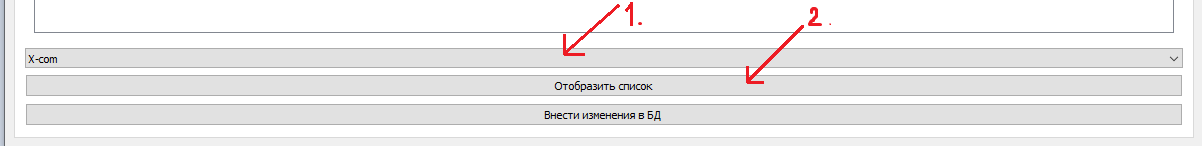 1.
2.
X-com
Отобразить список
Внести изменения в БД